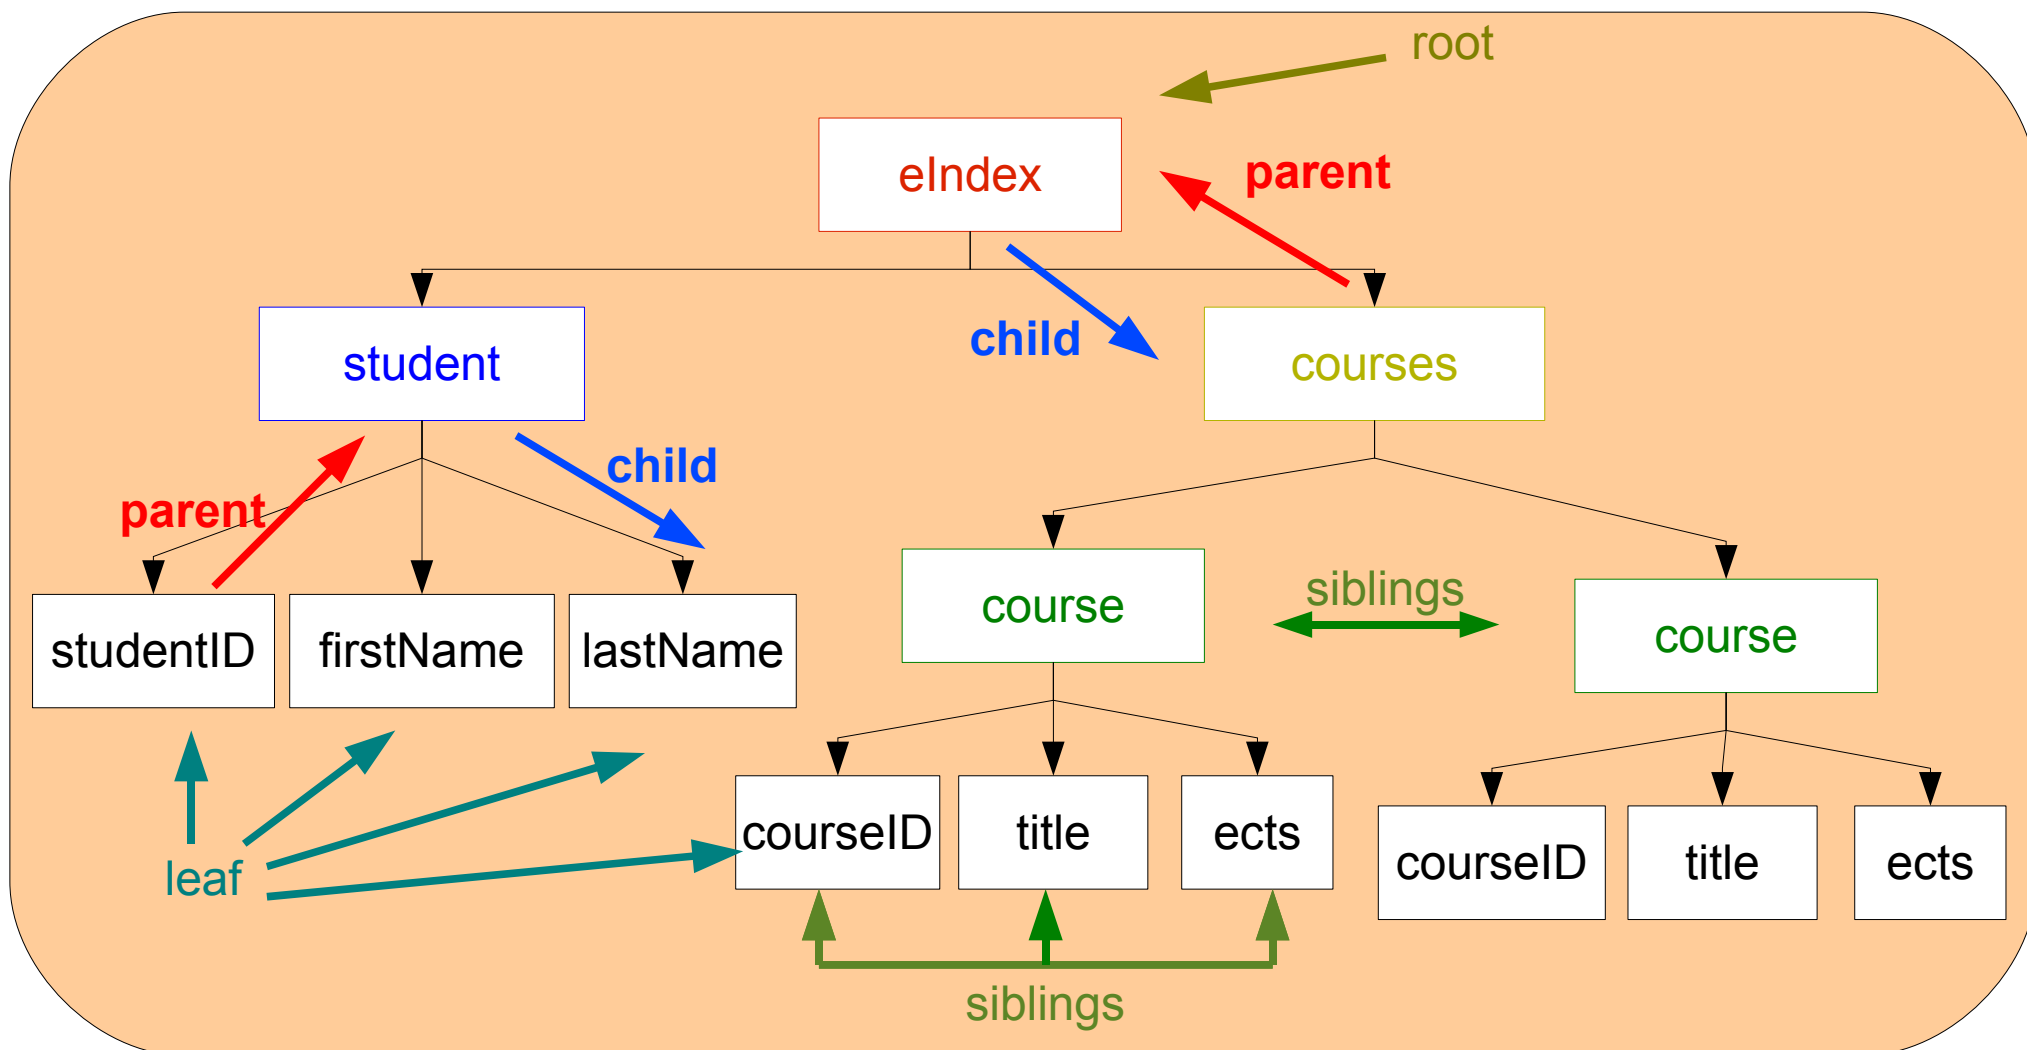 root
eIndex
parent
student
child
courses
child
parent
studentID
firstName
lastName
course
siblings
course
courseID
title
ects
courseID
title
ects
leaf
siblings